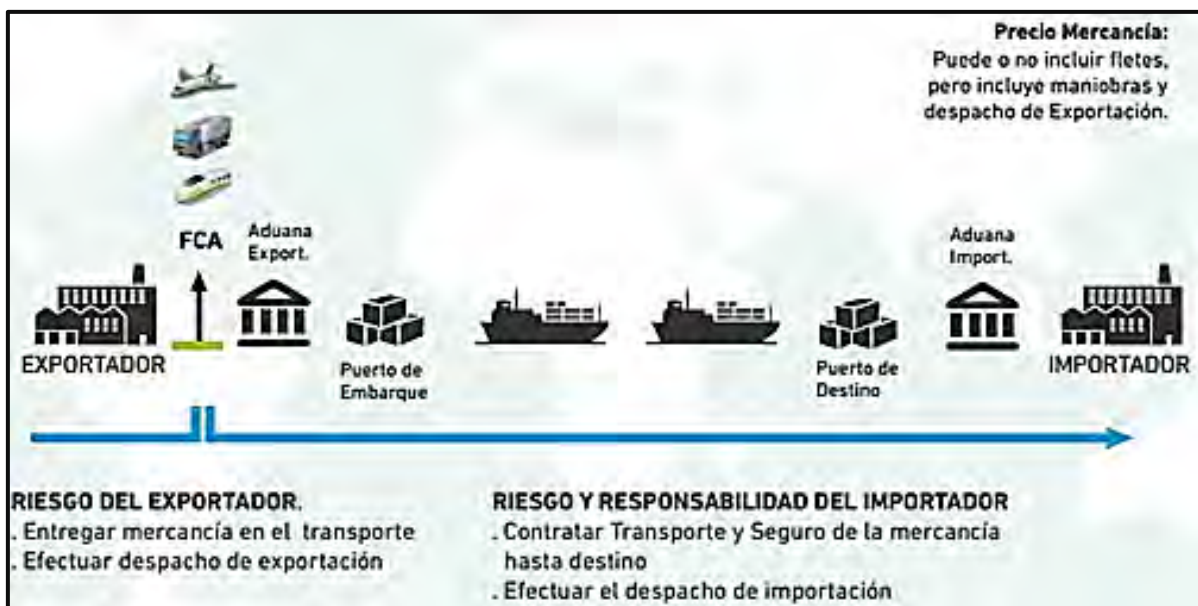 Precio Mercancía:
Puede o no incluir fletes,
pero incluye maniobras y
despacho de Exportación.
FCA
Aduana
Export.
Aduana
Import.
EXPORTADOR
Puerto de
Embarque
Puerto de
Destino
IMPORTADOR
RIESGO DEL EXPORTADOR.
. Entregar mercancía en el transporte
. Efectuar despacho de exportación
RIESGO Y RESPONSABILIDAD DEL IMPORTADOR
. Contratar Transporte y Seguro de la mercancía
hasta destino
. Efectuar el despacho de importación